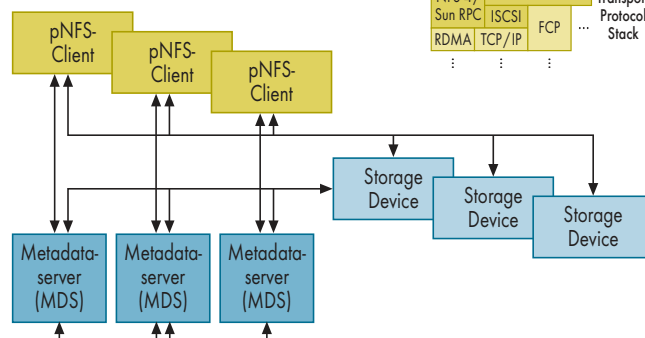 Sun RPC
ISCSI
FCP
...
Protocol
Stack
RDMA
TCP/IP
pNFS-
Client
pNFS-
Client
pNFS-
Client
Storage
Device
Storage
Device
Storage
Device
Metadata-
server
(MDS)
Metadata-
server
(MDS)
Metadata-
server
(MDS)